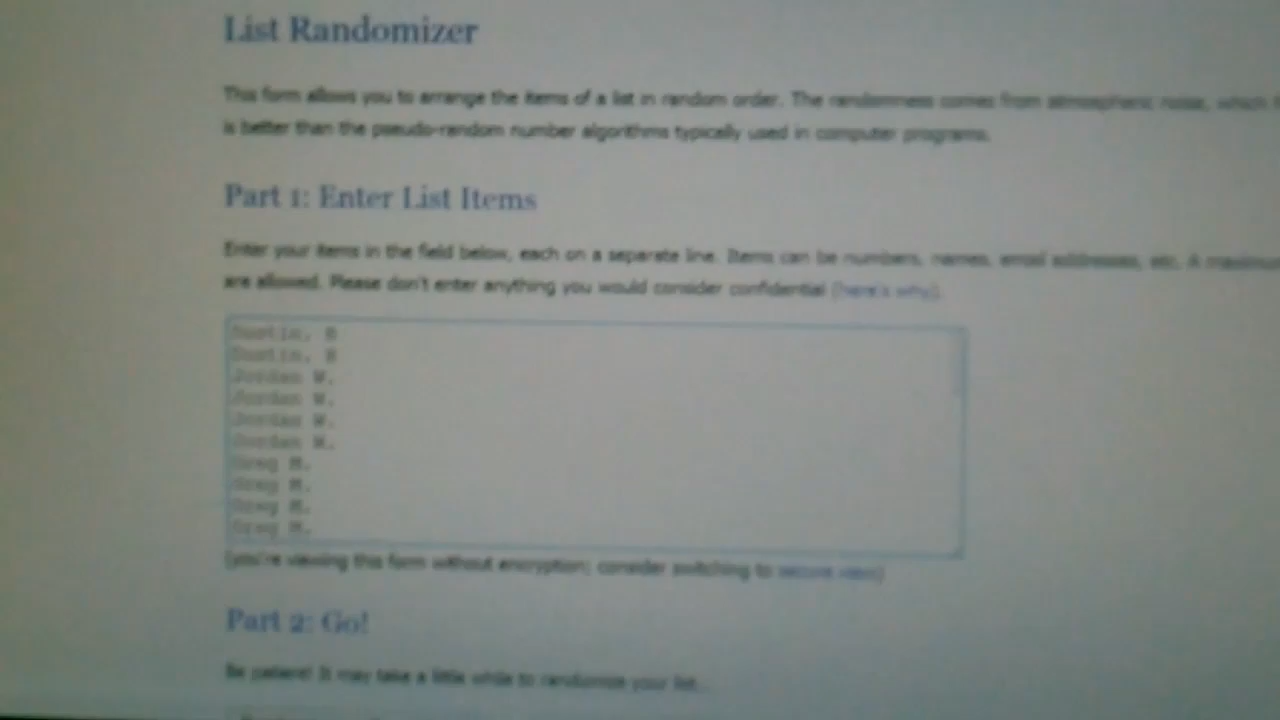 List Randomizer
This form allows you to arrange the items of a list in random order. The randomness comes from atmospheric noise, which
is better than the pseudo-random number algorithms typically used in computer programs.
Part 1: Enter List Items
Enter your items in the field below, each on a separate line. Items can be numbers, names, email addresses, etc. A maximum
are allowed. Please don't enter anything you would consider confidential (here's why).
Dustin. B
Dustin. B
Jordan W.
Jordan W.
Jordan W.
Jordan W.
Greg M.
Greg M.
Greg M.
Greg M.
(you're viewing this form without encryption; consider switching to secure view)
Part 2: Go!
Be patient! It may take a little while to randomize your list...